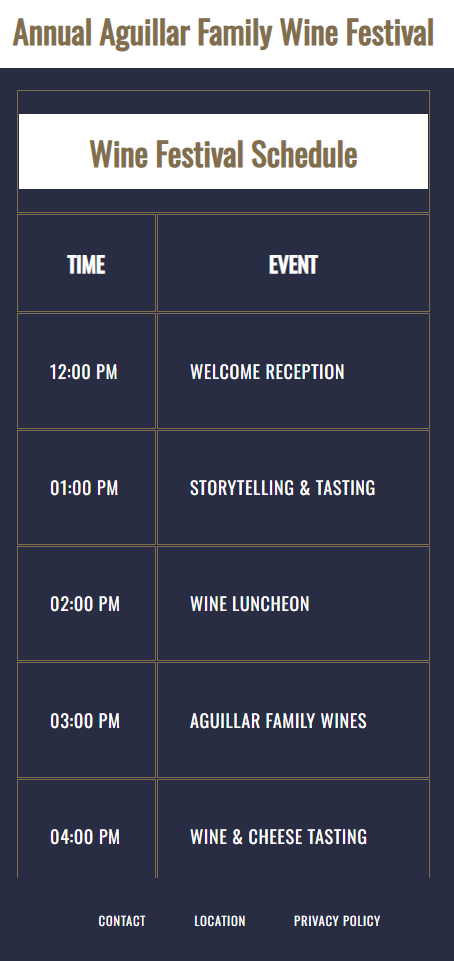 Annual Aguillar Family Wine Festival
Wine Festival Schedule
TIME EVENT
12:00 PM WELCOME RECEPTION
01:00 PM STORYTELLING & TASTING
02:00 PM WINE LUNCHEON
03:00 PM AGUILLAR FAMILY WINES
04:00 PM WINE & CHEESE TASTING
CONTACT LOCATION PRIVACY POLICY